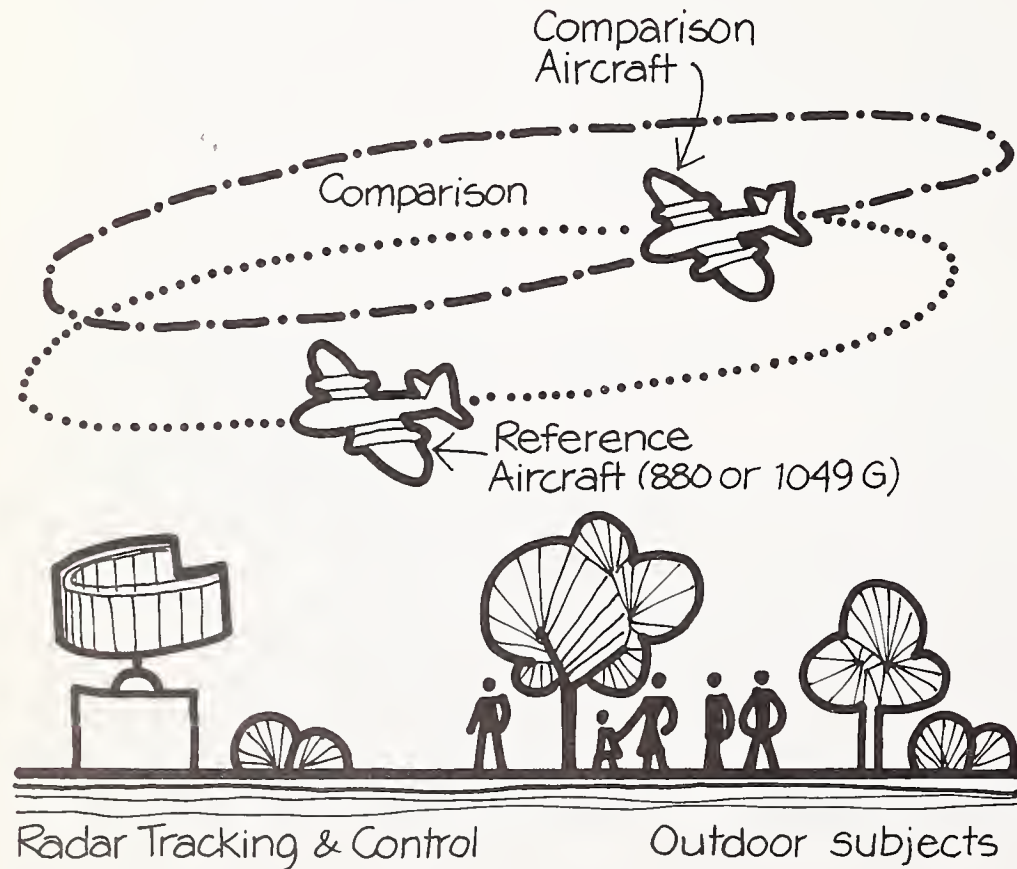 Comparison
Aircraft
Comparison
Reference
Aircraft (880 or 1049 G)
Radar Tracking & Control
Outdoor subjects